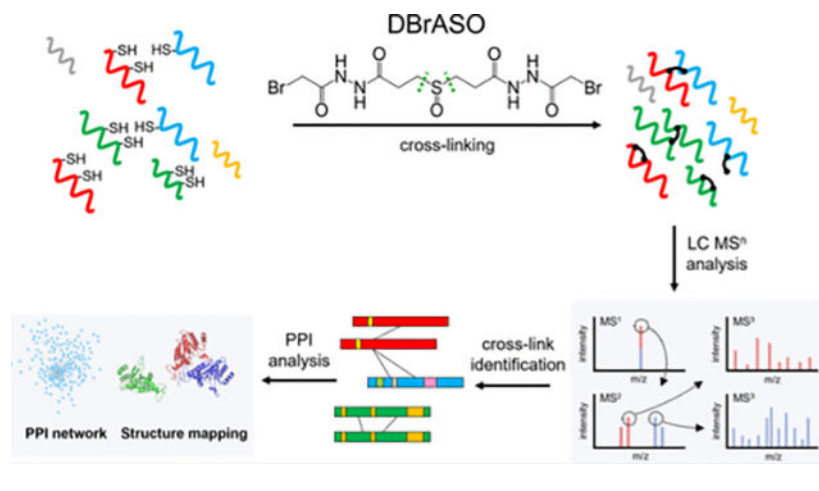 DBrASO
SH
HS
SH
SH HS
SH
SH
SH
SH
SH
Br
O
N
H
H
N
O
S
O
O
N
H
H
N
O
Br
cross-linking
LC MSⁿ
analysis
MS¹
intensity
m/z
MS³
intensity
m/z
MS²
intensity
m/z
MS³
intensity
m/z
cross-link
identification
PPI
analysis
PPI network
Structure mapping